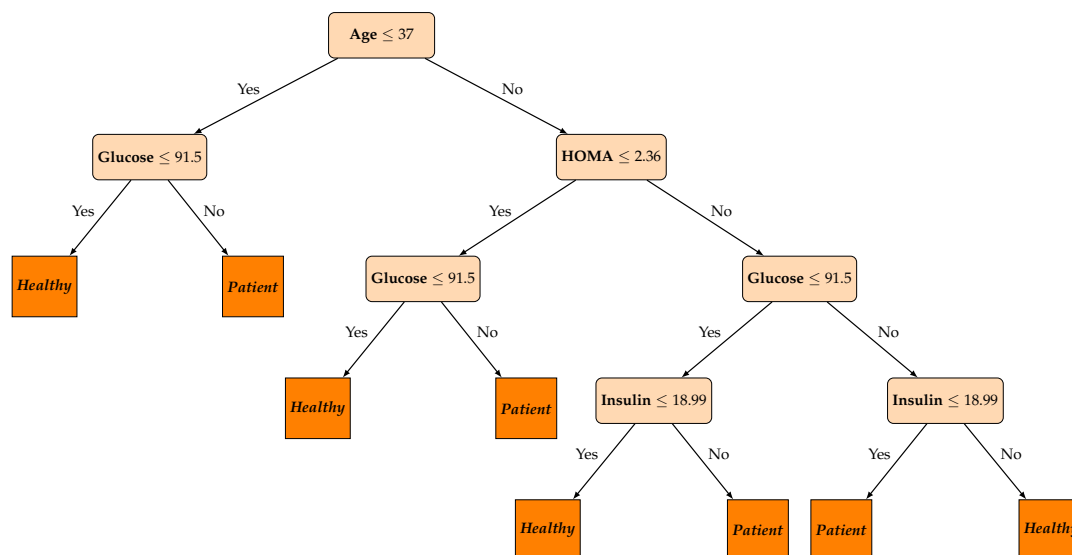 Age ≤ 37
Yes
No
Glucose ≤ 91.5
HOMA ≤ 2.36
Yes
No
Yes
No
Healthy
Patient
Glucose ≤ 91.5
Glucose ≤ 91.5
Yes
No
Yes
No
Healthy
Patient
Insulin ≤ 18.99
Insulin ≤ 18.99
Yes
No
Yes
No
Healthy
Patient
Patient
Healthy